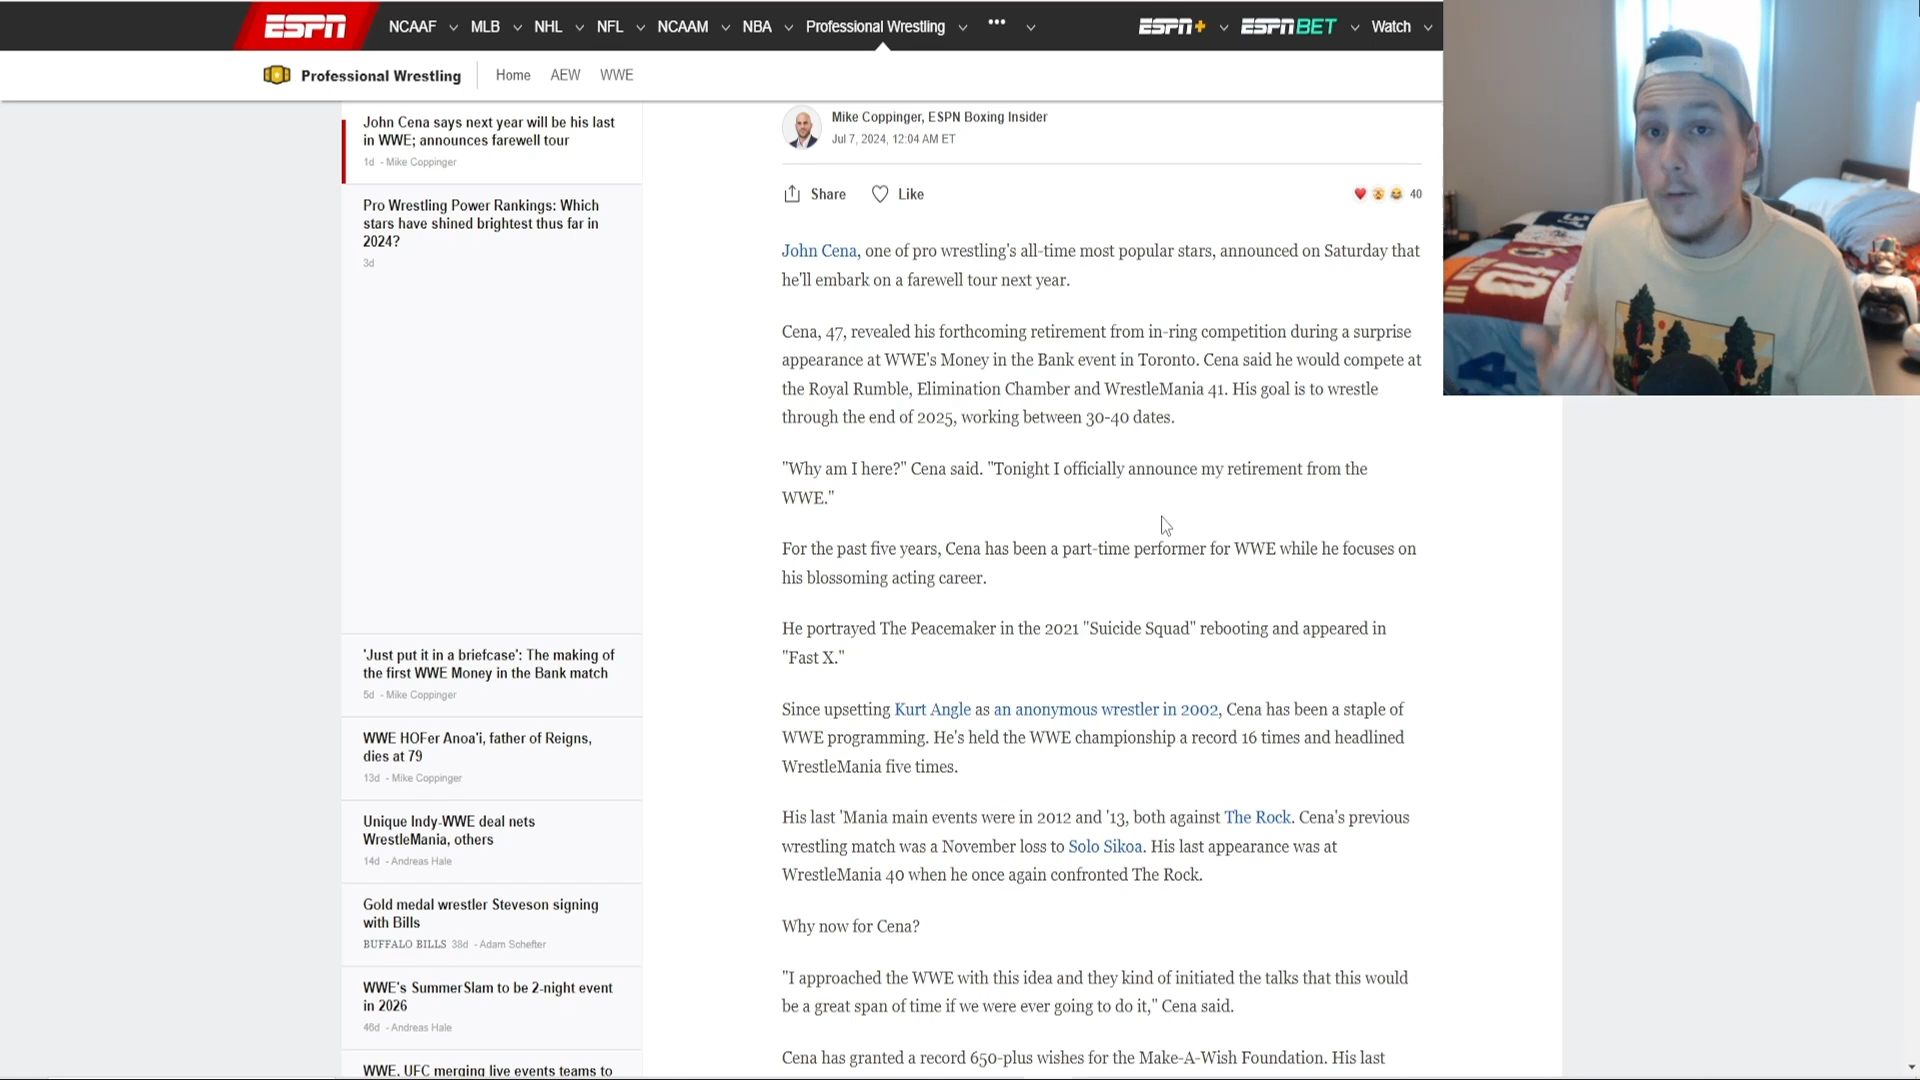 ESPN NCAAF MLB NHL NFL NCAAM NBA Professional Wrestling ••• ESPN+ ESPN BET Watch
Professional Wrestling Home AEW WWE
John Cena says next year will be his last
in WWE; announces farewell tour
1d - Mike Coppinger
Pro Wrestling Power Rankings: Which
stars have shined brightest thus far in
2024?
3d
'Just put it in a briefcase': The making of
the first WWE Money in the Bank match
5d - Mike Coppinger
WWE HOFer Anoa'i, father of Reigns,
dies at 79
13d - Mike Coppinger
Unique Indy-WWE deal nets
WrestleMania, others
14d - Andreas Hale
Gold medal wrestler Steveson signing
with Bills
BUFFALO BILLS 38d - Adam Schefter
WWE's SummerSlam to be 2-night event
in 2026
46d - Andreas Hale
WWE, UFC merging live events teams to
Mike Coppinger, ESPN Boxing Insider
Jul 7, 2024, 12:04 AM ET
Share Like 40
John Cena, one of pro wrestling's all-time most popular stars, announced on Saturday that
he'll embark on a farewell tour next year.
Cena, 47, revealed his forthcoming retirement from in-ring competition during a surprise
appearance at WWE's Money in the Bank event in Toronto. Cena said he would compete at
the Royal Rumble, Elimination Chamber and WrestleMania 41. His goal is to wrestle
through the end of 2025, working between 30-40 dates.
"Why am I here?" Cena said. "Tonight I officially announce my retirement from the
WWE."
For the past five years, Cena has been a part-time performer for WWE while he focuses on
his blossoming acting career.
He portrayed The Peacemaker in the 2021 "Suicide Squad" rebooting and appeared in
"Fast X."
Since upsetting Kurt Angle as an anonymous wrestler in 2002, Cena has been a staple of
WWE programming. He's held the WWE championship a record 16 times and headlined
WrestleMania five times.
His last 'Mania main events were in 2012 and '13, both against The Rock. Cena's previous
wrestling match was a November loss to Solo Sikoa. His last appearance was at
WrestleMania 40 when he once again confronted The Rock.
Why now for Cena?
"I approached the WWE with this idea and they kind of initiated the talks that this would
be a great span of time if we were ever going to do it," Cena said.
Cena has granted a record 650-plus wishes for the Make-A-Wish Foundation. His last